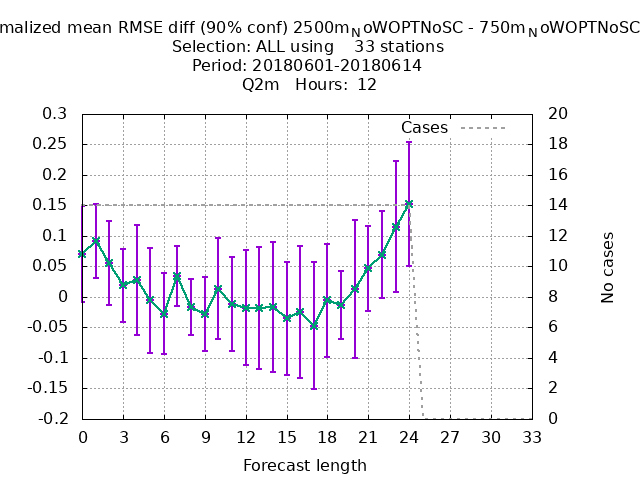 malized mean RMSE diff (90% conf) 2500mNoWOPTNoSC - 750mNoWOPTNoSC
Selection: ALL using 33 stations
Period: 20180601-20180614
Q2m Hours: 12
Cases
0.3
0.25
0.2
0.15
0.1
0.05
0
-0.05
-0.1
-0.15
-0.2
20
18
16
14
12
10
8
6
4
2
0
No cases
0 3 6 9 12 15 18 21 24 27 30 33
Forecast length